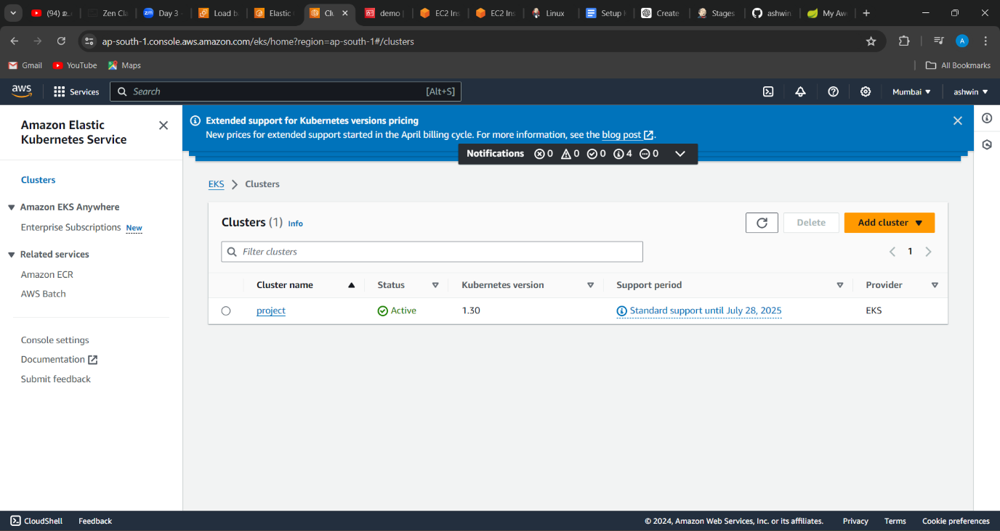 (94) உ
Zen Cla
Day 3 -
Load ba
Elastic
Clu
demo |
EC2 Ins
EC2 Ins
Linux
Setup
Create
Stages
ashwin
My Aw
ap-south-1.console.aws.amazon.com/eks/home?region=ap-south-1#/clusters
A
Gmail
YouTube
Maps
All Bookmarks
aws
Services
Search
[Alt+S]
Mumbai
ashwin
Amazon Elastic
Kubernetes Service
Clusters
Amazon EKS Anywhere
Enterprise Subscriptions New
Related services
Amazon ECR
AWS Batch
Console settings
Documentation
Submit feedback
Extended support for Kubernetes versions pricing
New prices for extended support started in the April billing cycle. For more information, see the blog post.
Notifications 0 0 0 4 0
EKS Clusters
Clusters (1) Info
Delete
Add cluster
Filter clusters
1
Cluster name Status Kubernetes version Support period Provider
project Active 1.30 Standard support until July 28, 2025 EKS
CloudShell Feedback
© 2024, Amazon Web Services, Inc. or its affiliates. Privacy Terms Cookie preferences